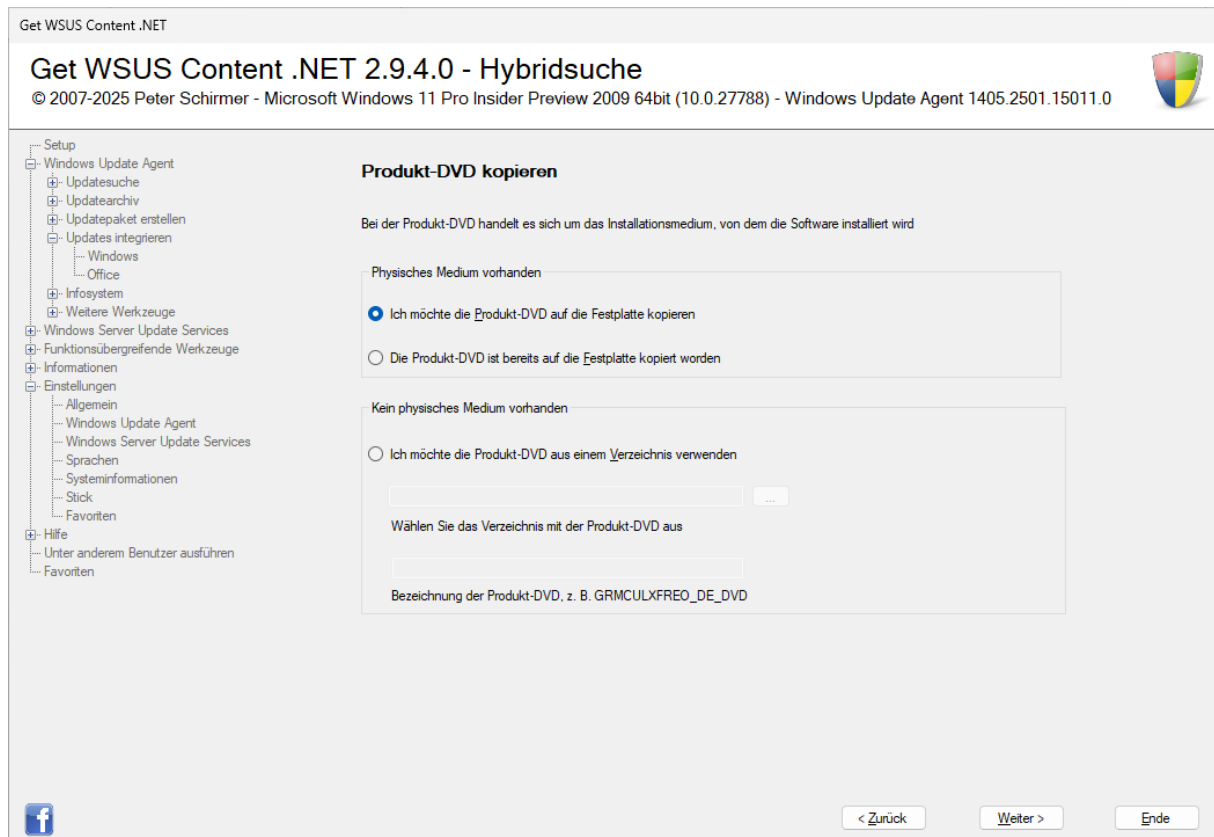 Get WSUS Content .NET
Get WSUS Content .NET 2.9.4.0 - Hybridsuche
© 2007-2025 Peter Schirmer - Microsoft Windows 11 Pro Insider Preview 2009 64bit (10.0.27788) - Windows Update Agent 1405.2501.15011.0
Setup
Windows Update Agent
Updatesuche
Updatearchiv
Updatepaket erstellen
Updates integrieren
Windows
Office
Infosystem
Weitere Werkzeuge
Windows Server Update Services
Funktionsübergreifende Werkzeuge
Informationen
Einstellungen
Allgemein
Windows Update Agent
Windows Server Update Services
Sprachen
Systeminformationen
Stick
Favoriten
Hilfe
Unter anderem Benutzer ausführen
Favoriten
Produkt-DVD kopieren
Bei der Produkt-DVD handelt es sich um das Installationsmedium, von dem die Software installiert wird
Physisches Medium vorhanden
Ich möchte die Produkt-DVD auf die Festplatte kopieren
Die Produkt-DVD ist bereits auf die Festplatte kopiert worden
Kein physisches Medium vorhanden
Ich möchte die Produkt-DVD aus einem Verzeichnis verwenden
...
Wählen Sie das Verzeichnis mit der Produkt-DVD aus
Bezeichnung der Produkt-DVD, z. B. GRMCULXFREO_DE_DVD
f
< Zurück
Weiter >
Ende